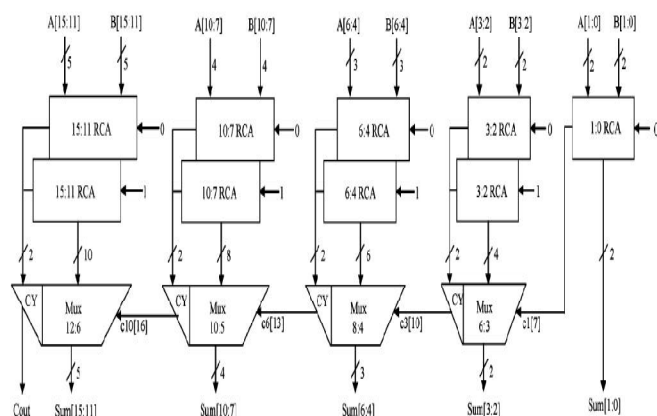 A[15:11] B[15:11] A[10:7] B[10:7] A[6:4] B[6:4] A[3:2] B[3:2] A[1:0] B[1:0]
5 5 4 4 3 3 2 2 2 2
15:11 RCA 0 10:7 RCA 0 6:4 RCA 0 3:2 RCA 0 1:0 RCA
15:11 RCA 1 10:7 RCA 1 6:4 RCA 1 3:2 RCA 1
2 10 2 8 2 6 2 4 2
CY Mux 12:6 c10[16] CY Mux 10:5 c6[13] CY Mux 8:4 c3[10] CY Mux 6:3 c1[7]
5 4 3 2
Cout Sum[15:11] Sum[10:7] Sum[6:4] Sum[3:2] Sum[1:0]